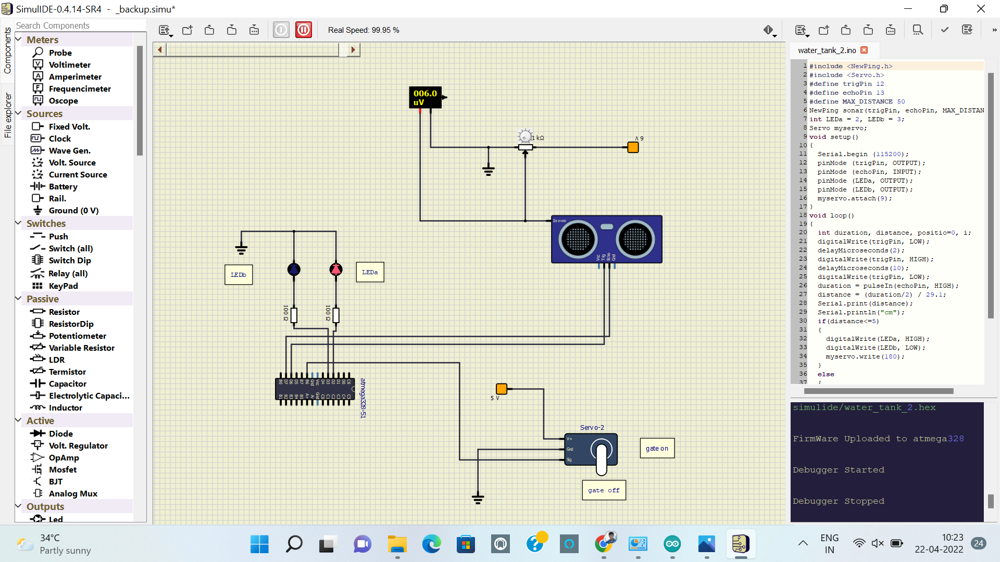 SimulIDE-0.4.14-SR4 - _backup.simu*
Components
File explorer
Search Components
Meters
Probe
Voltimeter
Amperimeter
Frequencimeter
Oscope
Sources
Fixed Volt.
Clock
Wave Gen.
Volt. Source
Current Source
Battery
Rail.
Ground (0 V)
Switches
Push
Switch (all)
Switch Dip
Relay (all)
KeyPad
Passive
Resistor
ResistorDip
Potentiometer
Variable Resistor
LDR
Termistor
Capacitor
Electrolytic Capaci...
Inductor
Active
Diode
Volt. Regulator
OpAmp
Mosfet
BJT
Analog Mux
Outputs
Led
Real Speed: 99.95 %
006.0
uV
1 kΩ
In v=m
Vcc
Trig
Echo
Gnd
LEDb
LEDa
100 Ω
100 Ω
atmega328-51
5 V
Servo-2
V+
Gnd
Sig
gate on
gate off
»
water_tank_2.ino
1 #include <NewPing.h>
2 #include <Servo.h>
3 #define trigPin 12
4 #define echoPin 13
5 #define MAX_DISTANCE 50
6 NewPing sonar(trigPin, echoPin, MAX_DISTAN
7 int LEDa = 2, LEDb = 3;
8 Servo myservo;
9 void setup()
10 {
11 Serial.begin (115200);
12 pinMode (trigPin, OUTPUT);
13 pinMode (echoPin, INPUT);
14 pinMode (LEDa, OUTPUT);
15 pinMode (LEDb, OUTPUT);
16 myservo.attach(9);
17 }
18 void loop()
19 {
20 int duration, distance, positio=0, i;
21 digitalWrite(trigPin, LOW);
22 delayMicroseconds(2);
23 digitalWrite(trigPin, HIGH);
24 delayMicroseconds(10);
25 digitalWrite(trigPin, LOW);
26 duration = pulseIn(echoPin, HIGH);
27 distance = (duration/2) / 29.1;
28 Serial.print(distance);
29 Serial.println("cm");
30 if(distance<=5)
31 {
32 digitalWrite(LEDa, HIGH);
33 digitalWrite(LEDb, LOW);
34 myservo.write(180);
35 }
36 else
37 {
simulide/water_tank_2.hex
FirmWare Uploaded to atmega328
Debugger Started
Debugger Stopped
34°C
Partly sunny
ENG
IN
10:23
22-04-2022
24